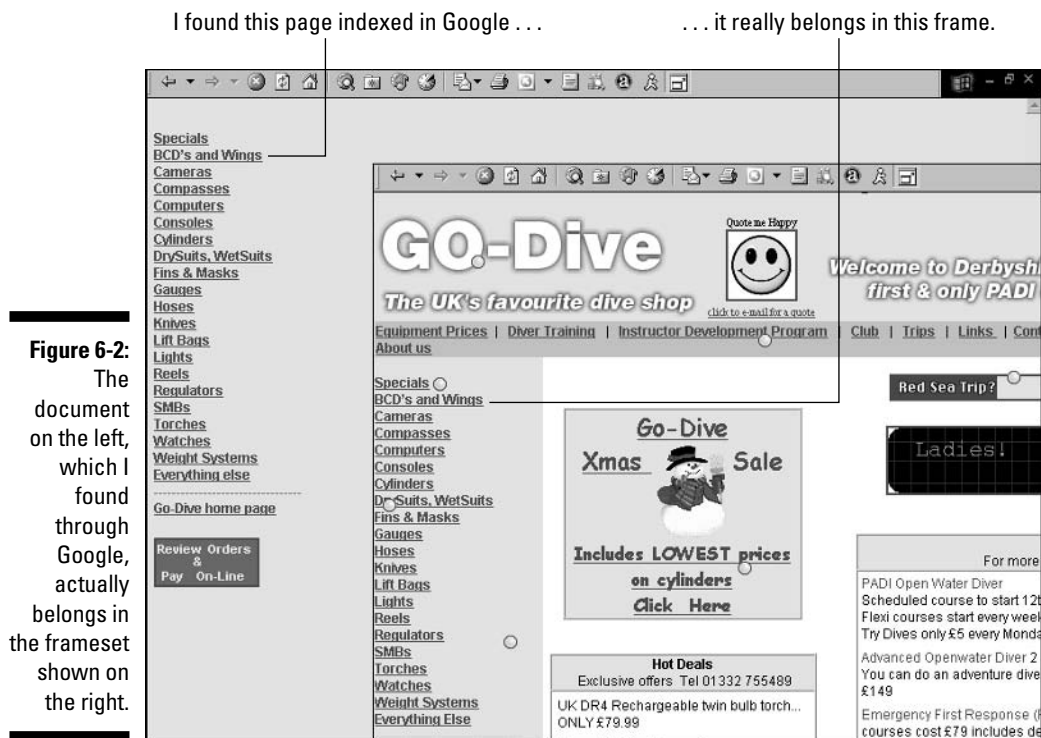 I found this page indexed in Google . . .
. . . it really belongs in this frame.
Specials
BCD's and Wings
Cameras
Compasses
Computers
Consoles
Cylinders
DrySuits, WetSuits
Fins & Masks
Gauges
Hoses
Knives
Lift Bags
Lights
Reels
Regulators
SMBs
Torches
Watches
Weight Systems
Everything else
Go-Dive home page
Review Orders
&
Pay On-Line
GO-Dive
The UK's favourite dive shop
Quote me Happy
click to e-mail for a quote
Welcome to Derbyshi
first & only PADI
Equipment Prices | Diver Training | Instructor Development Program | Club | Trips | Links | Cont
About us
Specials
BCD's and Wings
Cameras
Compasses
Computers
Consoles
Cylinders
DrySuits, WetSuits
Fins & Masks
Gauges
Hoses
Knives
Lift Bags
Lights
Reels
Regulators
SMBs
Torches
Watches
Weight Systems
Everything Else
Go-Dive
Xmas Sale
Includes LOWEST prices
on cylinders
Click Here
Hot Deals
Exclusive offers Tel 01332 755489
UK DR4 Rechargeable twin bulb torch...
ONLY £79.99
Red Sea Trip?
Ladies!
For more
PADI Open Water Diver
Scheduled course to start 12t
Flexi courses start every week
Try Dives only £5 every Monda
Advanced Openwater Diver 2
You can do an adventure dive
£149
Emergency First Response (F
courses cost £79 includes de
Figure 6-2:
The
document
on the left,
which I
found
through
Google,
actually
belongs in
the frameset
shown on
the right.